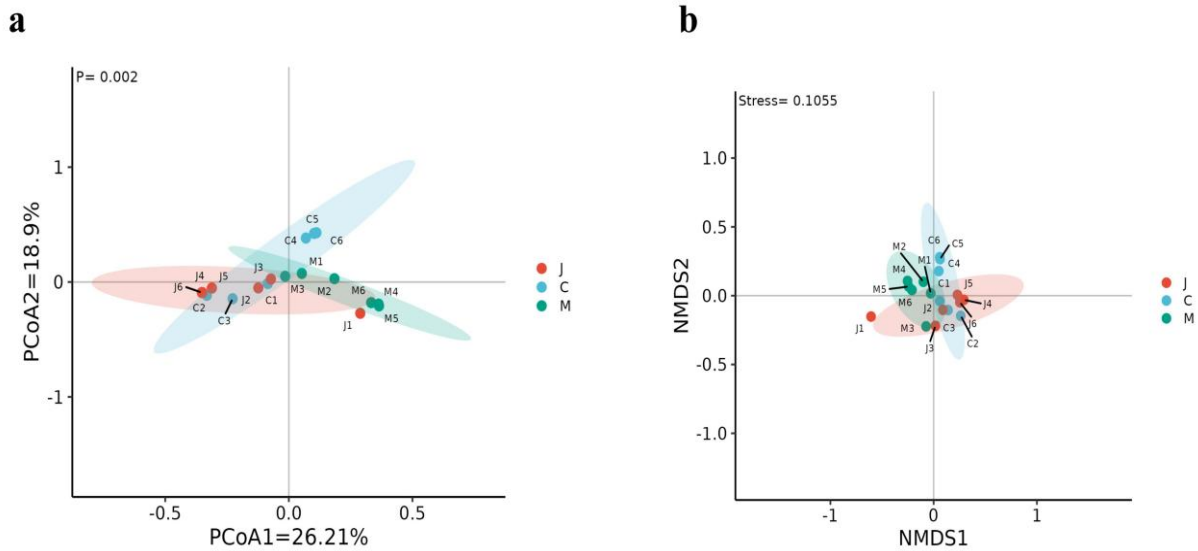 a
P= 0.002
PCoA2=18.9%
1
0
-1
-0.5
0.0
0.5
PCoA1=26.21%
C5
C4
C6
J4
J5
J3
M1
J6
M3
M2
C2
J2
C1
M6
M4
C3
M5
J1
J
C
M
b
Stress= 0.1055
NMDS2
1.0
0.5
0.0
-0.5
-1.0
-1
0
1
NMDS1
C6
C5
M2
M1
M4
C4
M5
C1
J5
M6
J2
J4
J1
M3
C3
J6
J3
C2
J
C
M